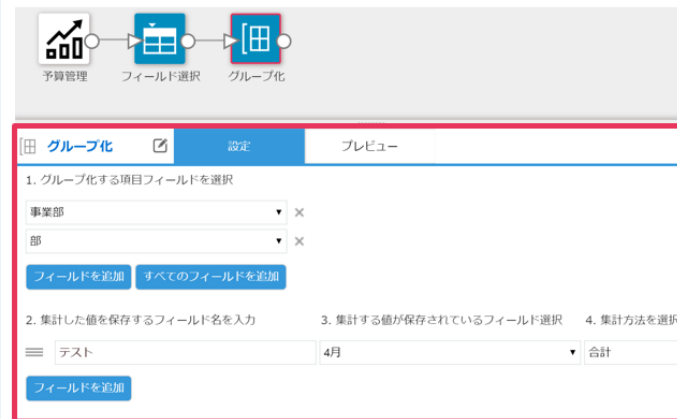 予算管理 フィールド選択 グループ化
グループ化 設定 プレビュー
1. グループ化する項目フィールドを選択
事業部
部
フィールドを追加 すべてのフィールドを追加
2. 集計した値を保存するフィールド名を入力 3. 集計する値が保存されているフィールド選択 4. 集計方法を選択
テスト 4月 合計
フィールドを追加